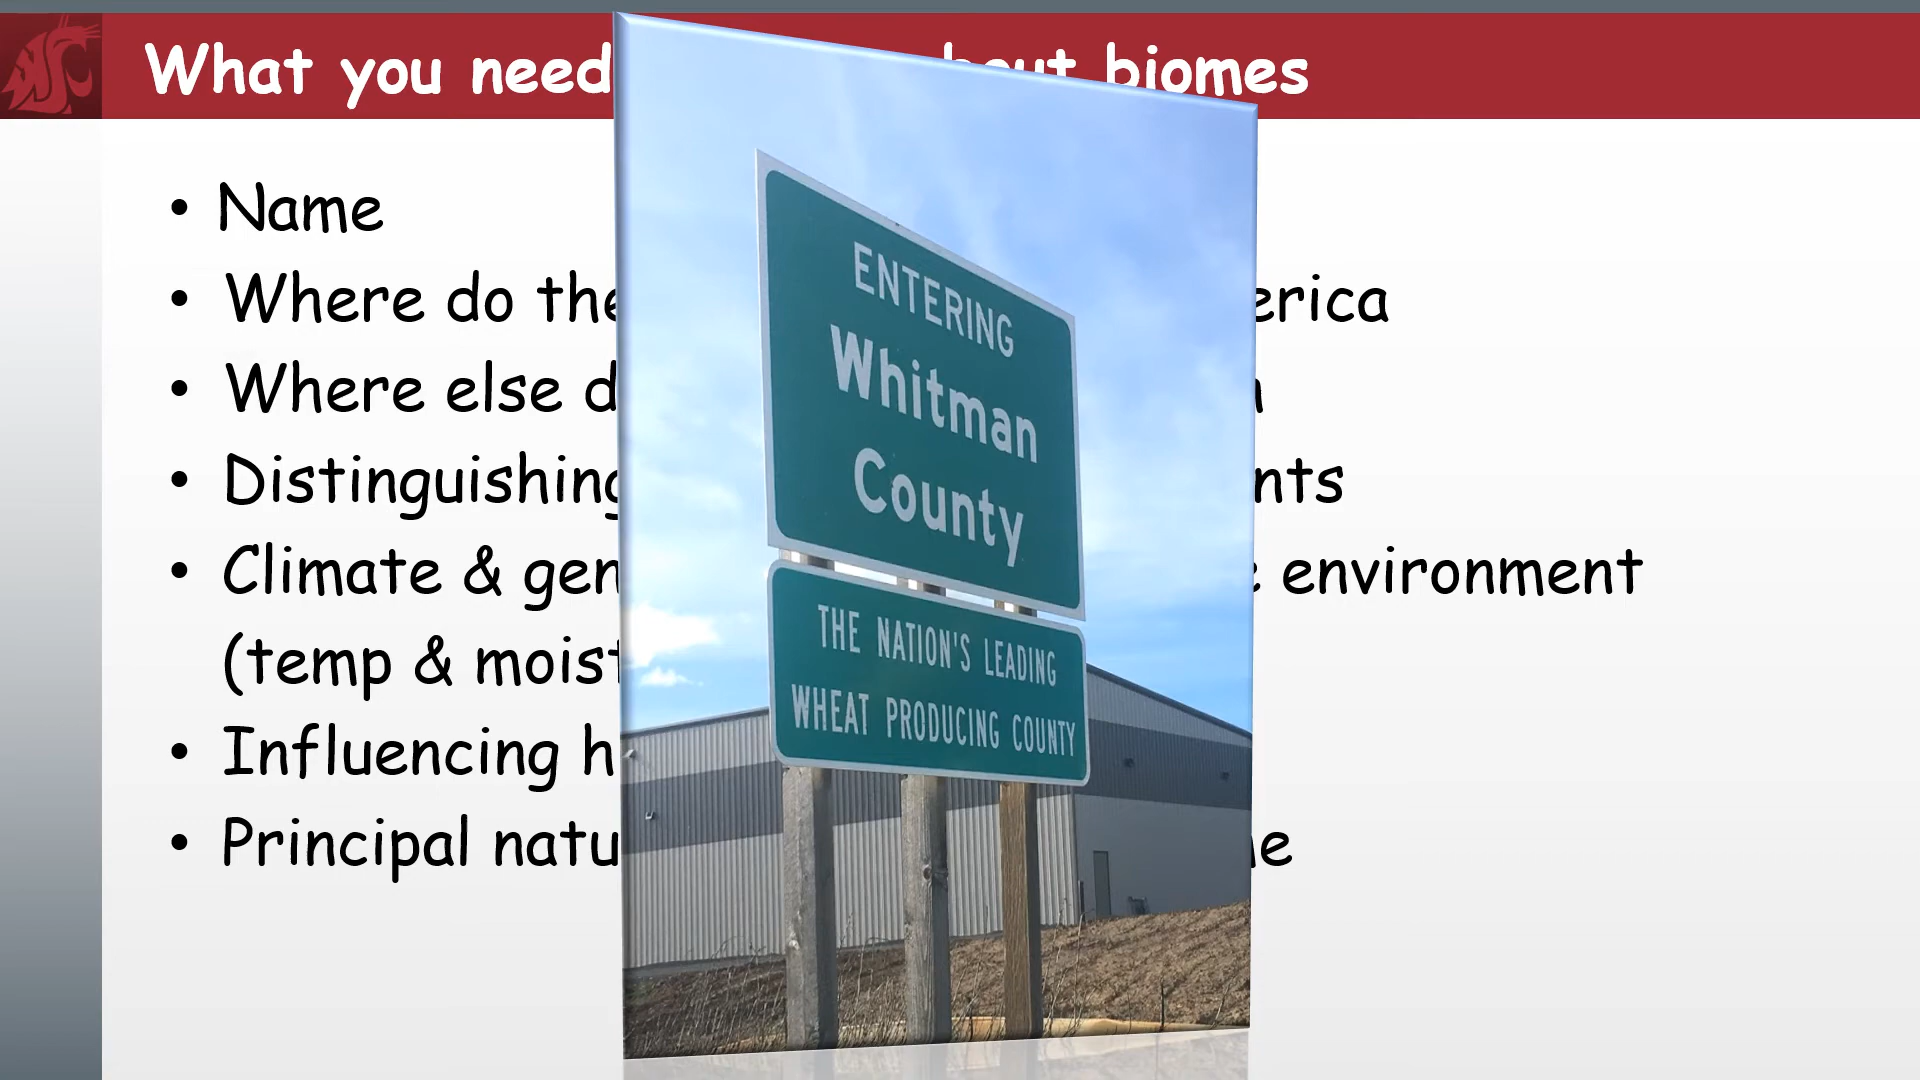 What you need about biomes
• Name
• Where do the erica
• Where else d
• Distinguishing nts
• Climate & gen environment
(temp & moist
• Influencing h
• Principal natu e
ENTERING
Whitman
County
THE NATION'S LEADING
WHEAT PRODUCING COUNTY